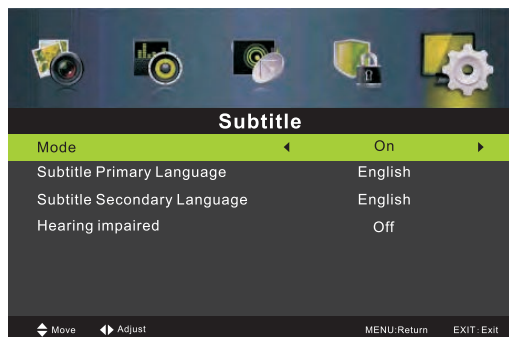 Subtitle
Mode On
Subtitle Primary Language English
Subtitle Secondary Language English
Hearing impaired Off
Move Adjust MENU:Return EXIT:Exit